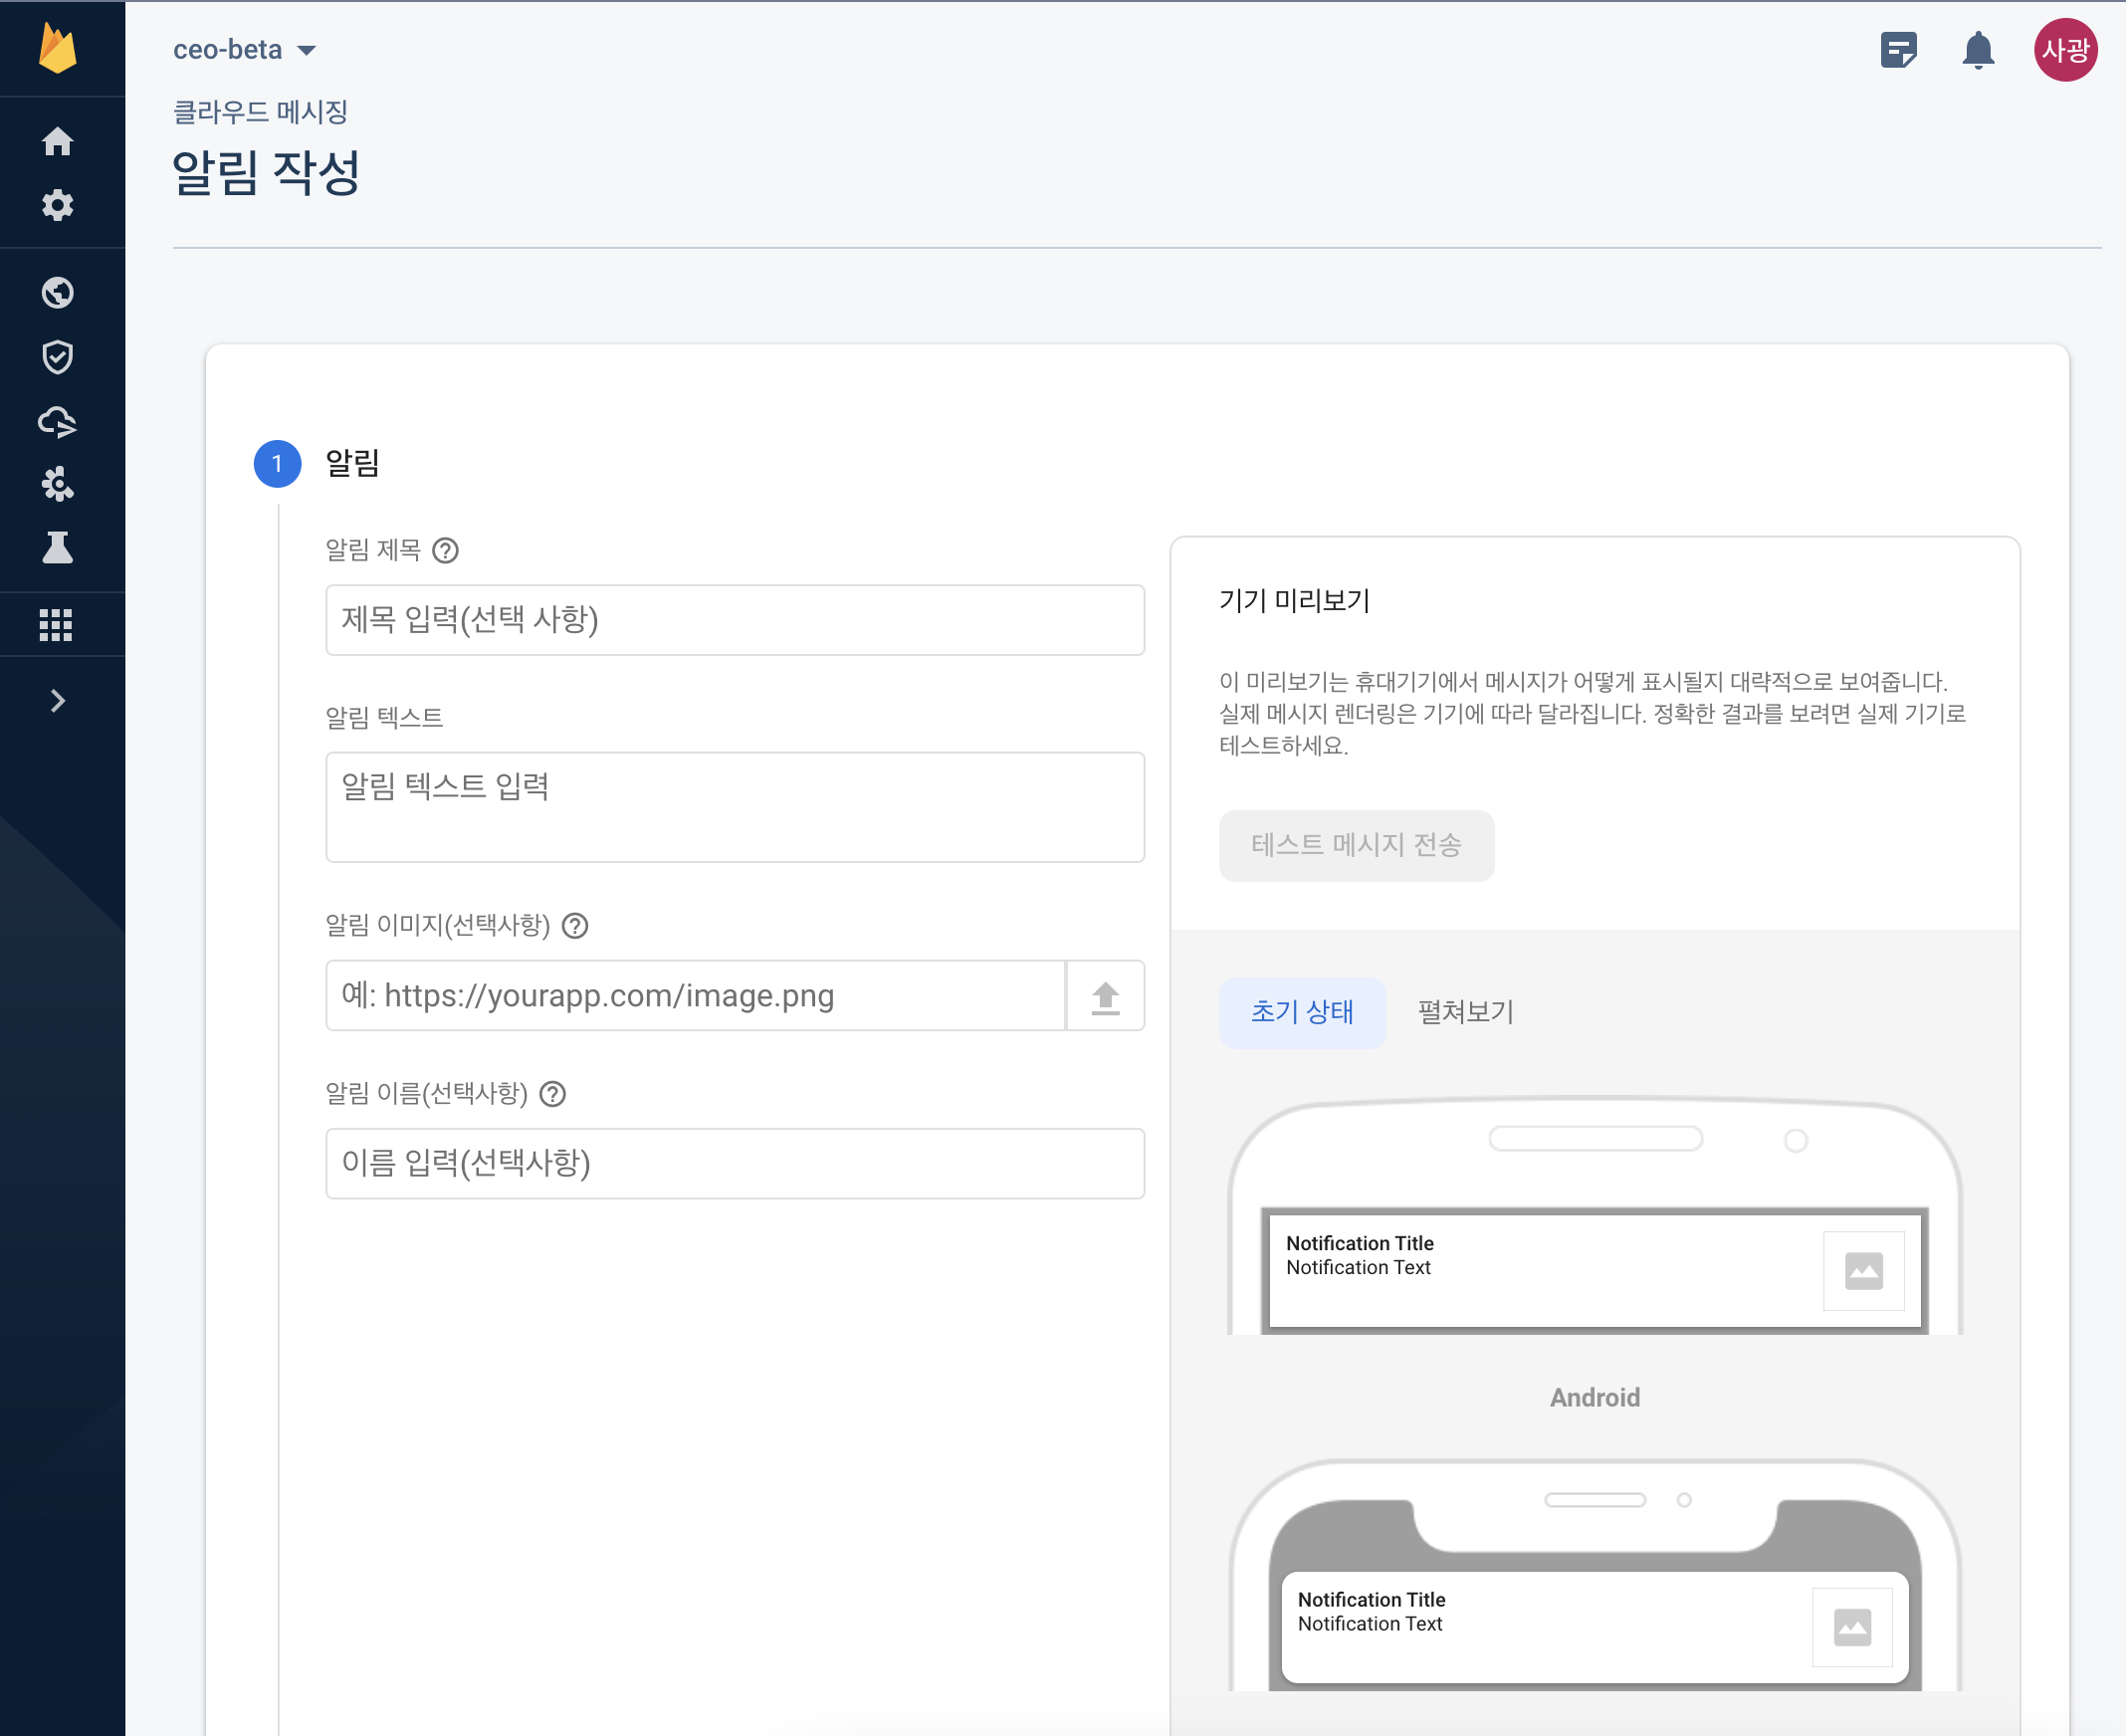 ceo-beta
사광
클라우드 메시징
알림 작성
1 알림
알림 제목
제목 입력(선택 사항)
알림 텍스트
알림 텍스트 입력
알림 이미지(선택사항)
예: https://yourapp.com/image.png
알림 이름(선택사항)
이름 입력(선택사항)
기기 미리보기
이 미리보기는 휴대기기에서 메시지가 어떻게 표시될지 대략적으로 보여줍니다.
실제 메시지 렌더링은 기기에 따라 달라집니다. 정확한 결과를 보려면 실제 기기로
테스트하세요.
테스트 메시지 전송
초기 상태 펼쳐보기
Notification Title
Notification Text
Android
Notification Title
Notification Text